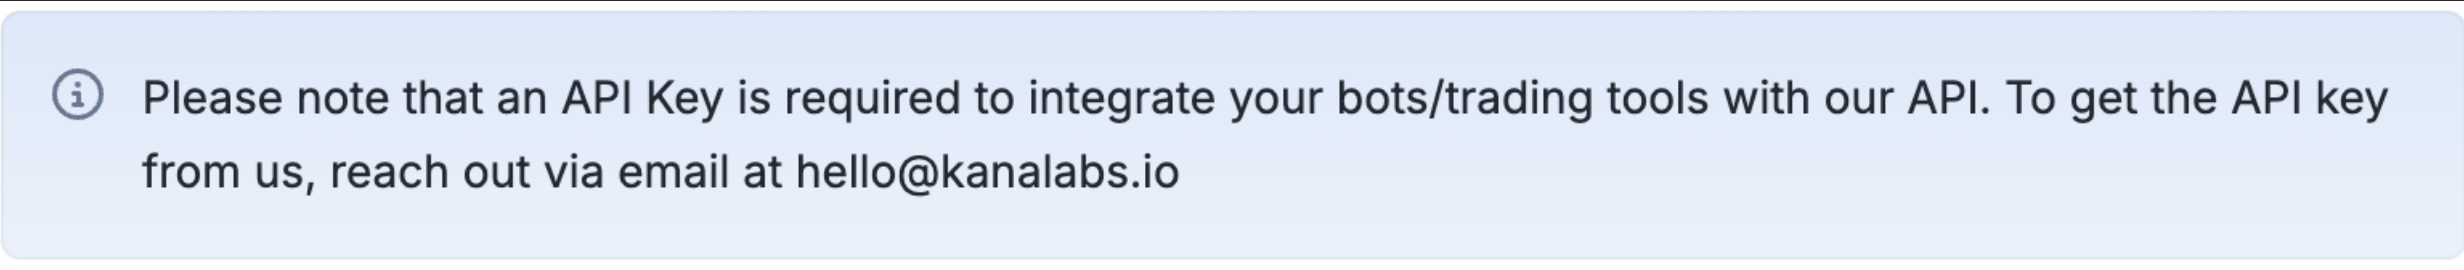 Please note that an API Key is required to integrate your bots/trading tools with our API. To get the API key
from us, reach out via email at hello@kanalabs.io